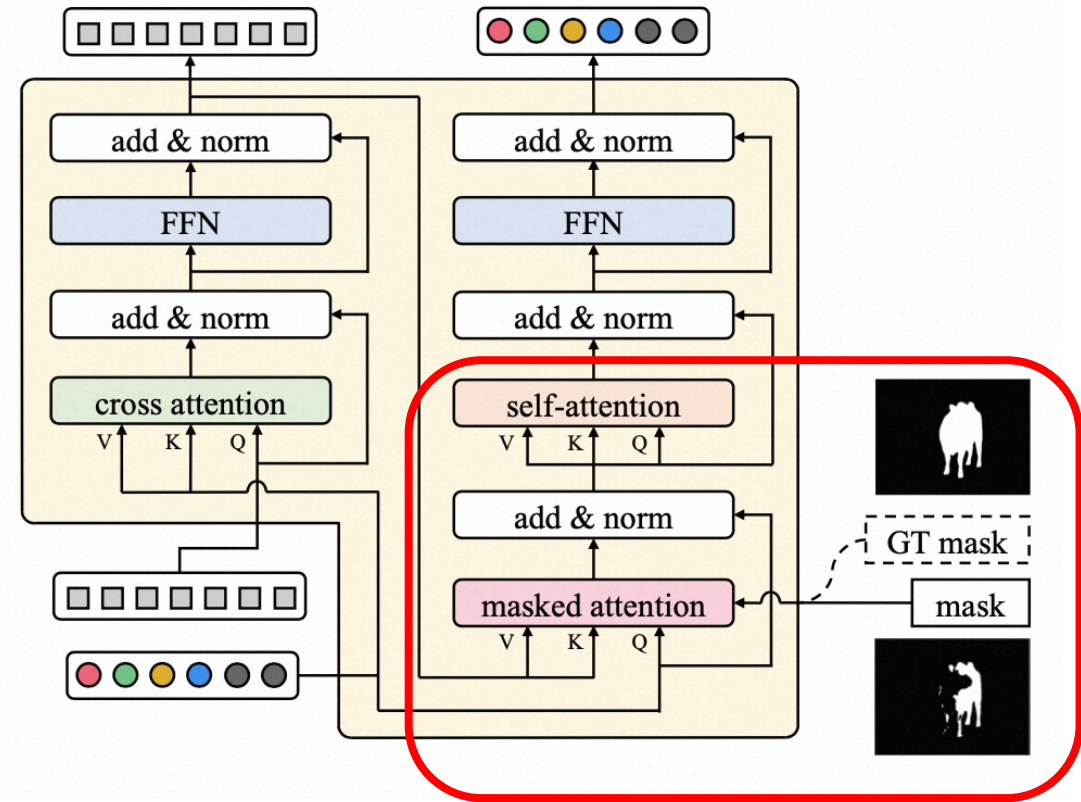 add & norm
FFN
add & norm
cross attention
V K Q
add & norm
FFN
add & norm
self-attention
V K Q
add & norm
masked attention
V K Q
GT mask
mask